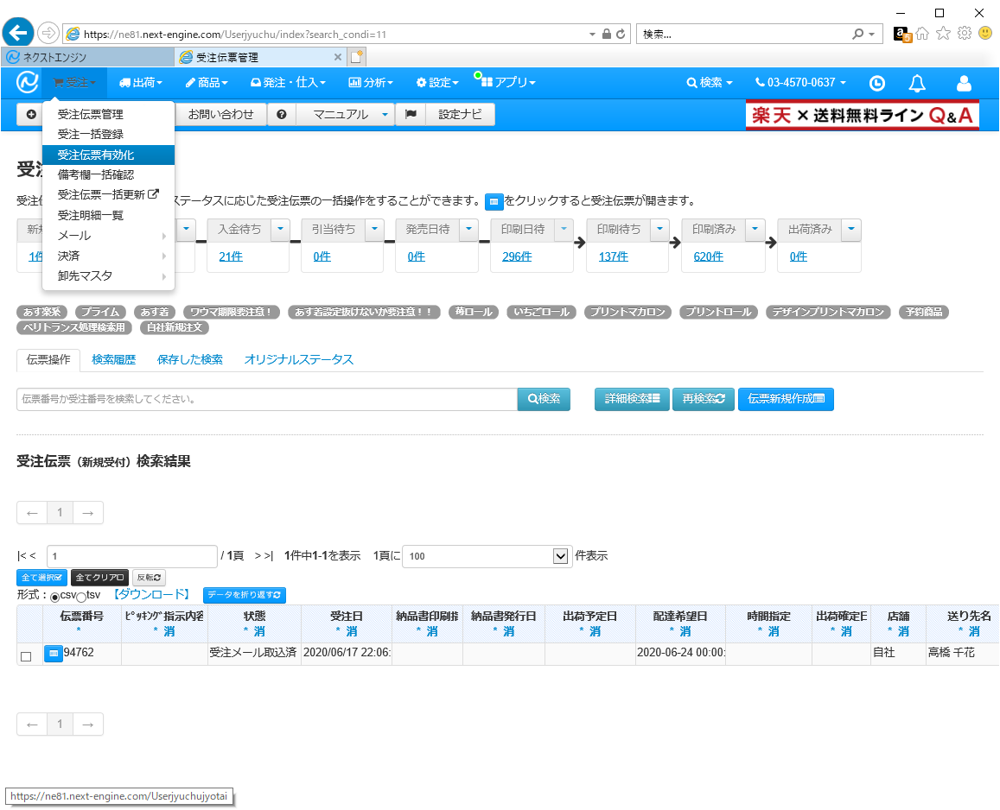 https://ne81.next-engine.com/Userjyuchu/index?search_condi=11
検索...
ネクストエンジン
受注伝票管理
受注
出荷
商品
発注・仕入
分析
設定
アプリ
検索
03-4570-0637
お問い合わせ
マニュアル
設定ナビ
楽天×送料無料ライン Q&A
受注伝票管理
受注一括登録
受注伝票有効化
備考欄一括確認
受注伝票一括更新
受注明細一覧
メール
決済
卸先マスタ
受注
ステータスに応じた受注伝票の一括操作をすることができます。 をクリックすると受注伝票が開きます。
入金待ち
引当待ち
発売日待
印刷日待
印刷待ち
印刷済み
出荷済み
1件
21件
0件
0件
296件
137件
620件
0件
あす楽系 プライム あす着 ワウマ期限要注意! あす着設定抜けないか要注意!! 苺ロール いちごロール プリントマカロン プリントロール デザインプリントマカロン 予約商品
ベリトランス処理検索用 自社新規注文
伝票操作 検索履歴 保存した検索 オリジナルステータス
伝票番号か受注番号を検索してください。
検索
詳細検索
再検索
伝票新規作成
受注伝票（新規受付）検索結果
← 1 →
|< < 1 / 1頁 > >| 1件中1-1を表示 1頁に 100 件表示
全て選択 全てクリア 反転
形式：csv tsv 【ダウンロード】 データを折り返す
伝票番号 ﾋﾟｯｷﾝｸﾞ指示内容 状態 受注日 納品書印刷指 納品書発行日 出荷予定日 配達希望日 時間指定 出荷確定日 店舗 送り先名
* * 消 * 消 * 消 * 消 * 消 * 消 * 消 * 消 * 消 * 消 * 消
94762 受注メール取込済 2020/06/17 22:06: 2020-06-24 00:00: 自社 高橋 千花
← 1 →
https://ne81.next-engine.com/Userjyuchujyotai